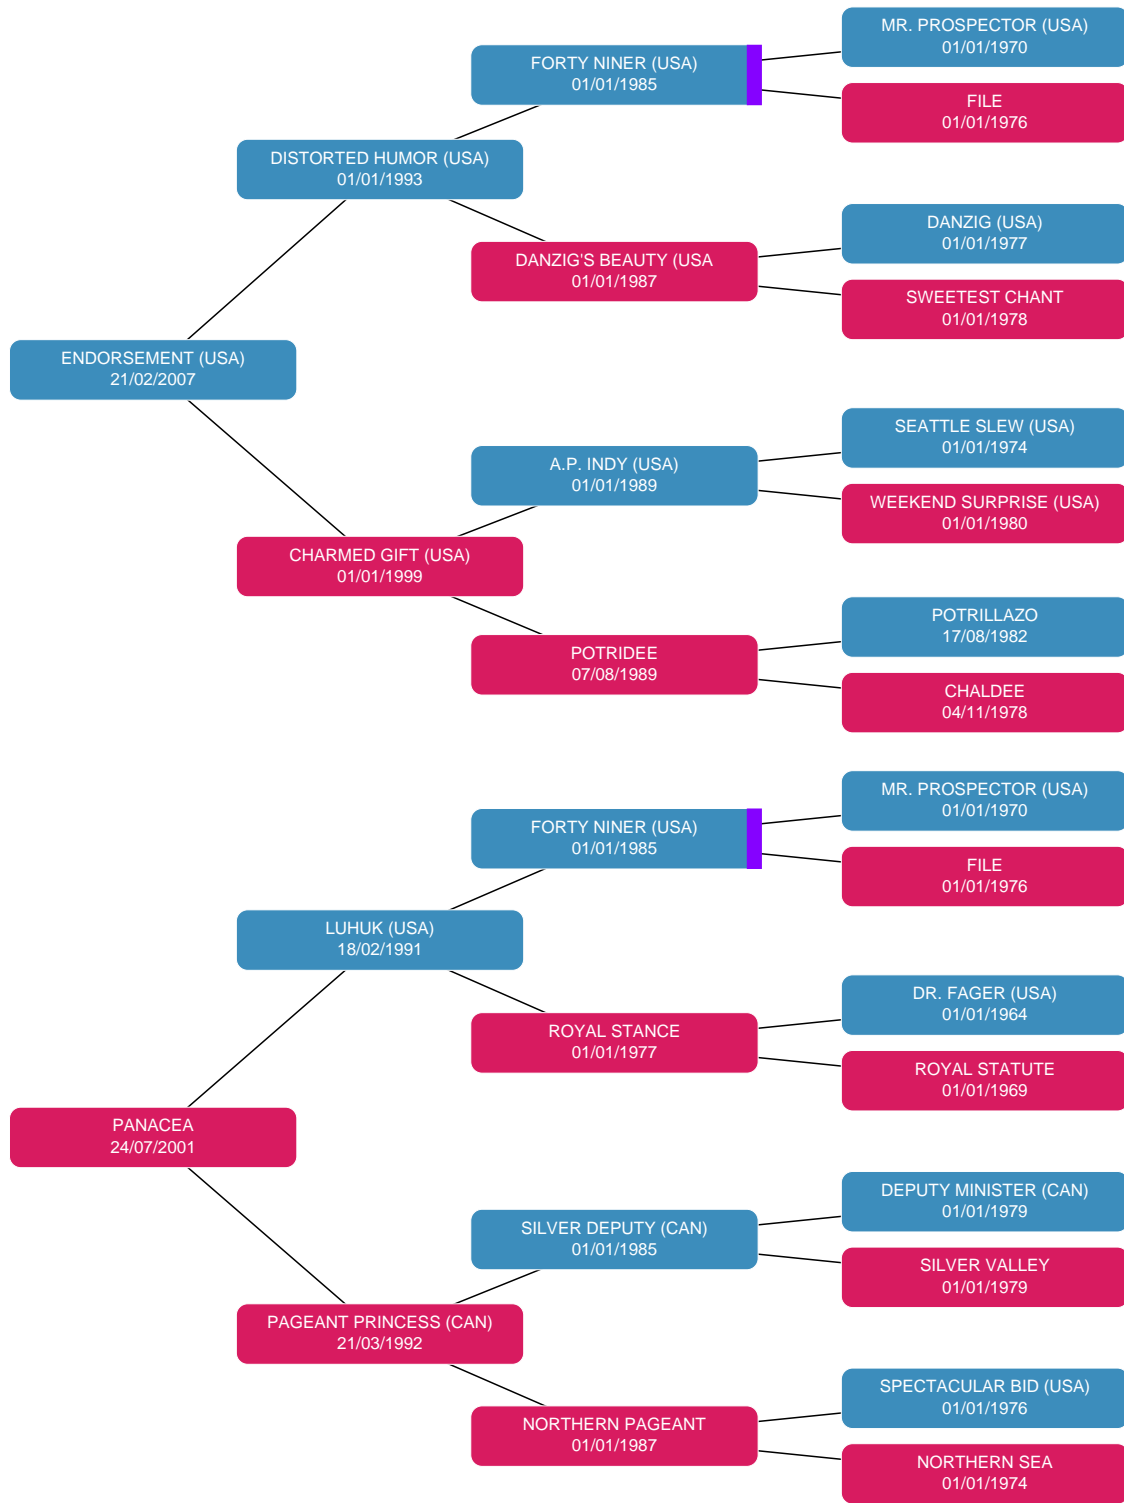 MR. PROSPECTOR (USA)
01/01/1970
FORTY NINER (USA)
01/01/1985
FILE
01/01/1976
DISTORTED HUMOR (USA)
01/01/1993
DANZIG (USA)
01/01/1977
DANZIG'S BEAUTY (USA
01/01/1987
SWEETEST CHANT
01/01/1978
ENDORSEMENT (USA)
21/02/2007
SEATTLE SLEW (USA)
01/01/1974
A.P. INDY (USA)
01/01/1989
WEEKEND SURPRISE (USA)
01/01/1980
CHARMED GIFT (USA)
01/01/1999
POTRILLAZO
17/08/1982
POTRIDEE
07/08/1989
CHALDEE
04/11/1978
MR. PROSPECTOR (USA)
01/01/1970
FORTY NINER (USA)
01/01/1985
FILE
01/01/1976
LUHUK (USA)
18/02/1991
DR. FAGER (USA)
01/01/1964
ROYAL STANCE
01/01/1977
ROYAL STATUTE
01/01/1969
PANACEA
24/07/2001
DEPUTY MINISTER (CAN)
01/01/1979
SILVER DEPUTY (CAN)
01/01/1985
SILVER VALLEY
01/01/1979
PAGEANT PRINCESS (CAN)
21/03/1992
SPECTACULAR BID (USA)
01/01/1976
NORTHERN PAGEANT
01/01/1987
NORTHERN SEA
01/01/1974